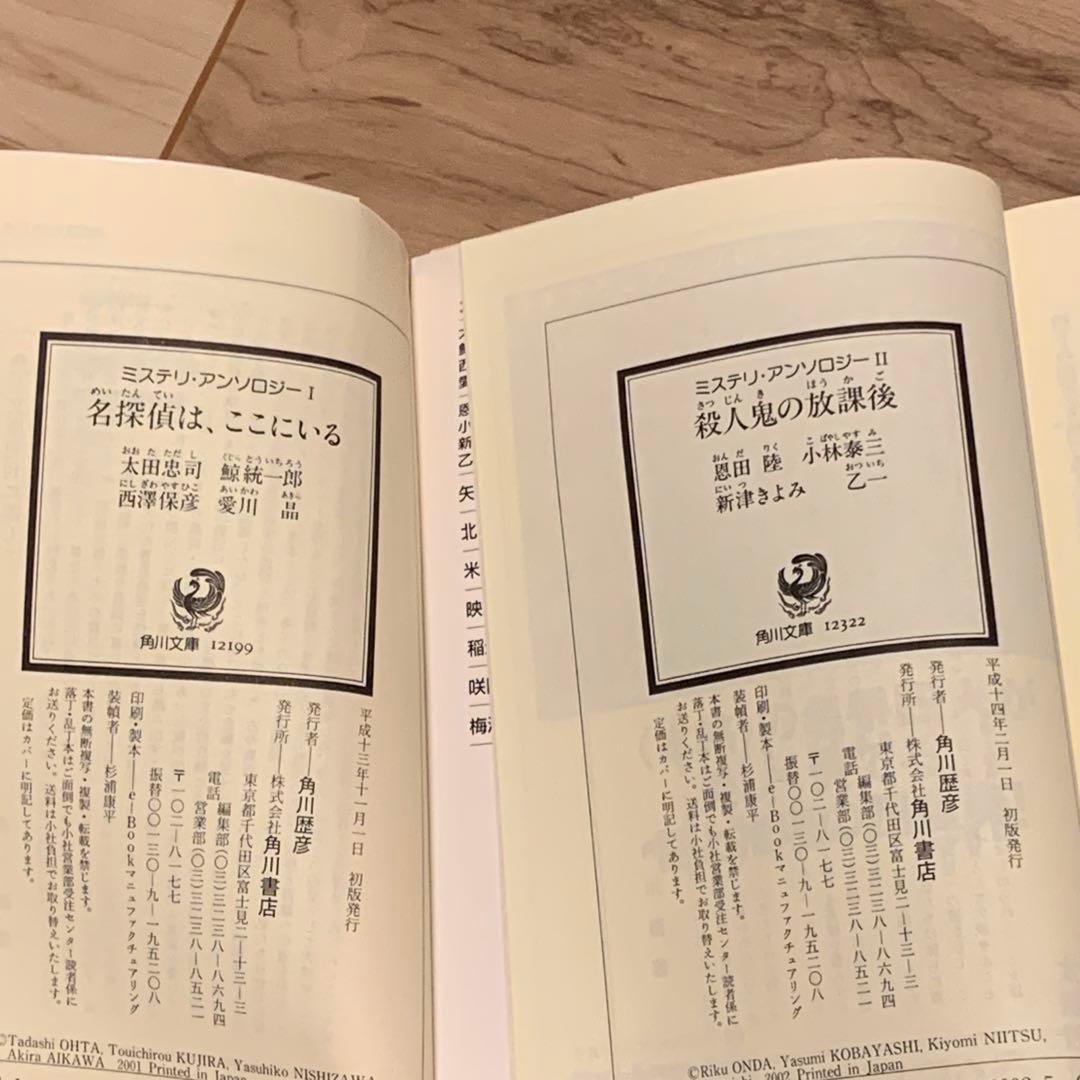 ミステリ・アンソロジー I
めいたんてい
名探偵は、ここにいる
おおたただし くじらとういちろう
太田忠司 鯨統一郎
にしざわやすひこ あいかわ あきら
西澤保彦 愛川 晶
角川文庫 12199
平成十三年十一月一日 初版発行
発行者――角川歴彦
発行所――株式会社角川書店
東京都千代田区富士見二―十三―三
電話 編集部(〇三)三二三八―八六九四
営業部(〇三)三二三八―八五二一
〒一〇二―八一七七
振替〇〇一三〇―九―一九五二〇八
印刷・製本――e-Bookマニュファクチュアリング
装幀者――杉浦康平
本書の無断複写・複製・転載を禁じます。
落丁・乱丁本はご面倒でも小社営業部受注センター読者係に
お送りください。送料は小社負担でお取り替えいたします。
定価はカバーに明記してあります。
©Tadashi OHTA, Touichirou KUJIRA, Yasuhiko NISHIZAWA
Akira AIKAWA 2001 Printed in Japan
恩
小
新
乙
矢
北
米
映
稲
咲
梅
ミステリ・アンソロジー II
さつじんき ほうかご
殺人鬼の放課後
おんだ りく こばやしやすみ
恩田 陸 小林泰三
にいつ おついち
新津きよみ 乙一
角川文庫 12322
平成十四年二月一日 初版発行
発行者――角川歴彦
発行所――株式会社角川書店
東京都千代田区富士見二―十三―三
電話 編集部(〇三)三二三八―八六九四
営業部(〇三)三二三八―八五二一
〒一〇二―八一七七
振替〇〇一三〇―九―一九五二〇八
印刷・製本――e-Bookマニュファクチュアリング
装幀者――杉浦康平
本書の無断複写・複製・転載を禁じます。
落丁・乱丁本はご面倒でも小社営業部受注センター読者係に
お送りください。送料は小社負担でお取り替えいたします。
定価はカバーに明記してあります。
©Riku ONDA, Yasumi KOBAYASHI, Kiyomi NIITSU,
2002 Printed in Japan